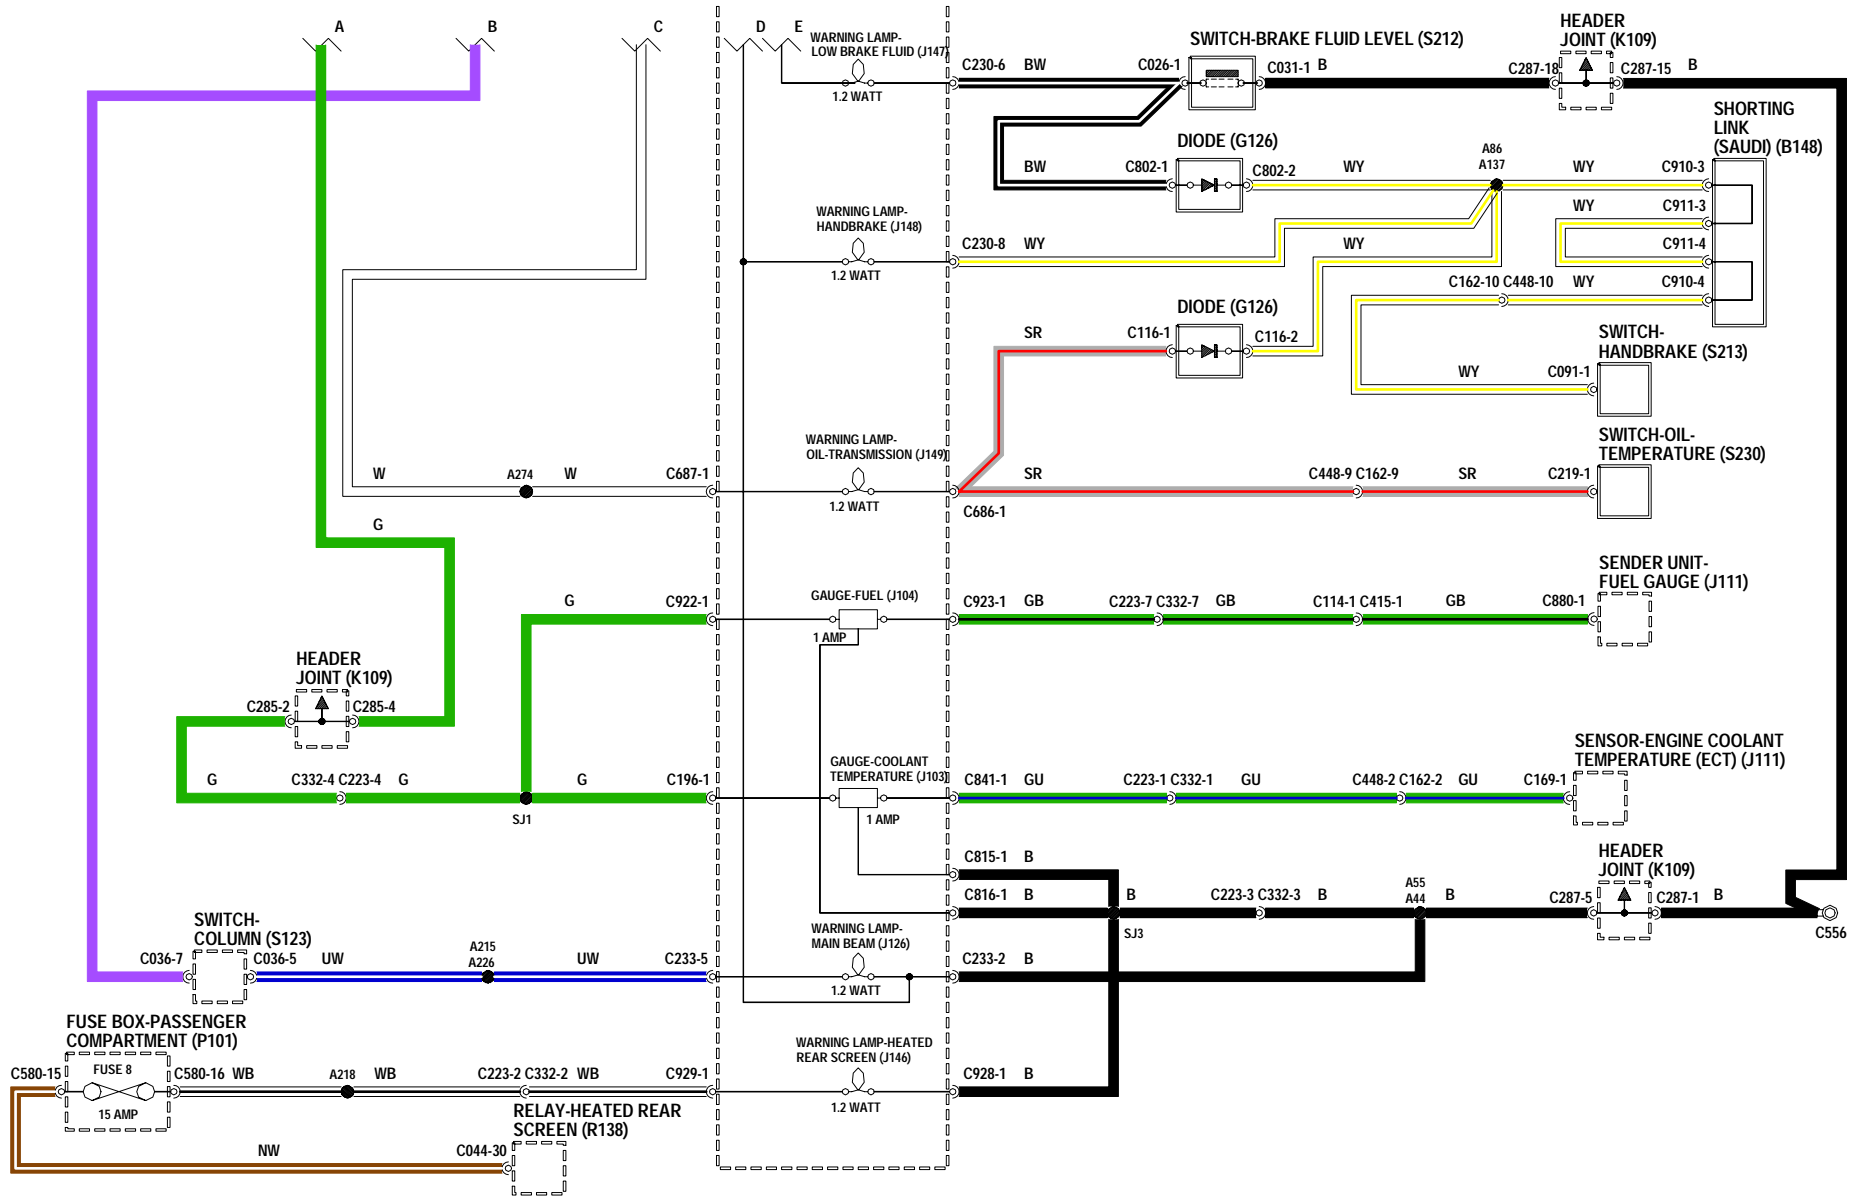 A
B
C
D
E
WARNING LAMP-
LOW BRAKE FLUID (J147)
1.2 WATT
C230-6
BW
C026-1
SWITCH-BRAKE FLUID LEVEL (S212)
C031-1
B
C287-18
HEADER
JOINT (K109)
C287-15
B
SHORTING
LINK
(SAUDI) (B148)
DIODE (G126)
BW
C802-1
C802-2
WY
A86
A137
WY
C910-3
WY
C911-3
WARNING LAMP-
HANDBRAKE (J148)
1.2 WATT
C230-8
WY
WY
C911-4
C162-10
C448-10
WY
C910-4
DIODE (G126)
SR
C116-1
C116-2
SWITCH-
HANDBRAKE (S213)
WY
C091-1
WARNING LAMP-
OIL-TRANSMISSION (J149)
1.2 WATT
W
A274
W
C687-1
C686-1
SR
C448-9
C162-9
SR
C219-1
SWITCH-OIL-
TEMPERATURE (S230)
G
G
C922-1
GAUGE-FUEL (J104)
1 AMP
C923-1
GB
C223-7
C332-7
GB
C114-1
C415-1
GB
C880-1
SENDER UNIT-
FUEL GAUGE (J111)
HEADER
JOINT (K109)
C285-2
C285-4
G
C332-4
C223-4
G
SJ1
G
C196-1
GAUGE-COOLANT
TEMPERATURE (J103)
1 AMP
C841-1
GU
C223-1
C332-1
GU
C448-2
C162-2
GU
C169-1
SENSOR-ENGINE COOLANT
TEMPERATURE (ECT) (J111)
C815-1
B
C816-1
B
B
SJ3
C223-3
C332-3
B
A55
A44
B
C287-5
HEADER
JOINT (K109)
C287-1
B
C556
SWITCH-
COLUMN (S123)
C036-7
C036-5
UW
A215
A226
UW
C233-5
WARNING LAMP-
MAIN BEAM (J126)
1.2 WATT
C233-2
B
FUSE BOX-PASSENGER
COMPARTMENT (P101)
C580-15
FUSE 8
15 AMP
C580-16
WB
A218
WB
C223-2
C332-2
WB
C929-1
WARNING LAMP-HEATED
REAR SCREEN (J146)
1.2 WATT
C928-1
B
RELAY-HEATED REAR
SCREEN (R138)
NW
C044-30